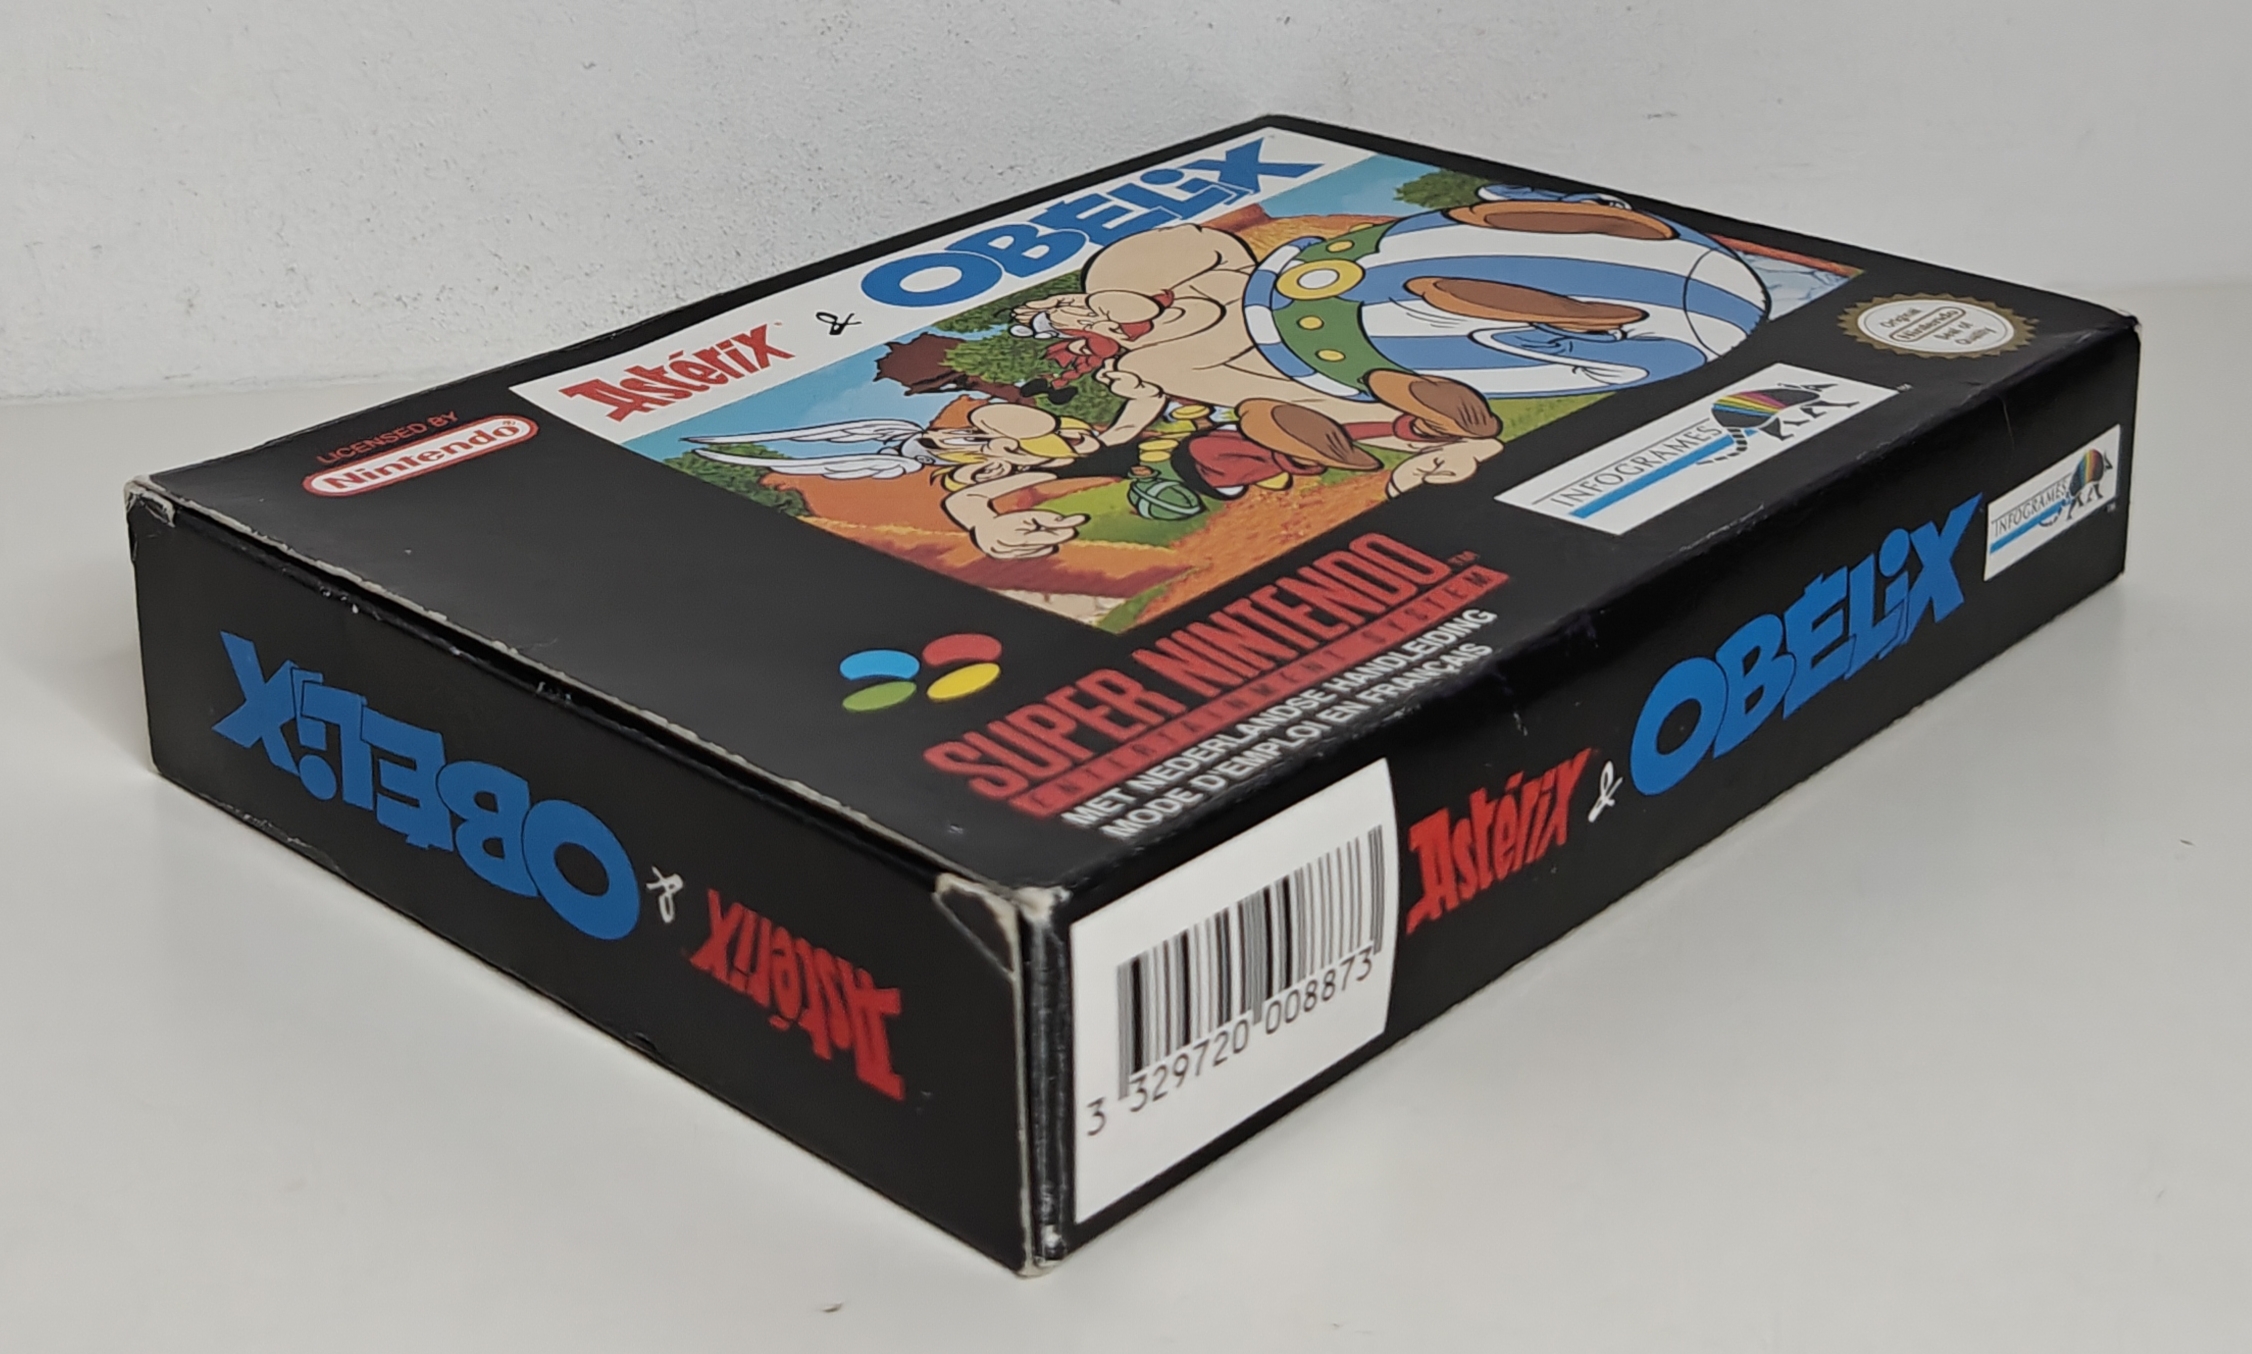 Astérix & OBÉLiX
LICENSED BY
Nintendo
Original
Nintendo
Seal of
Quality
INFOGRAMES
SUPER NINTENDO
ENTERTAINMENT SYSTEM
MET NEDERLANDSE HANDLEIDING
MODE D'EMPLOI EN FRANÇAIS
Astérix & OBÉLiX
3 329720 008873
Astérix & OBÉLiX
INFOGRAMES